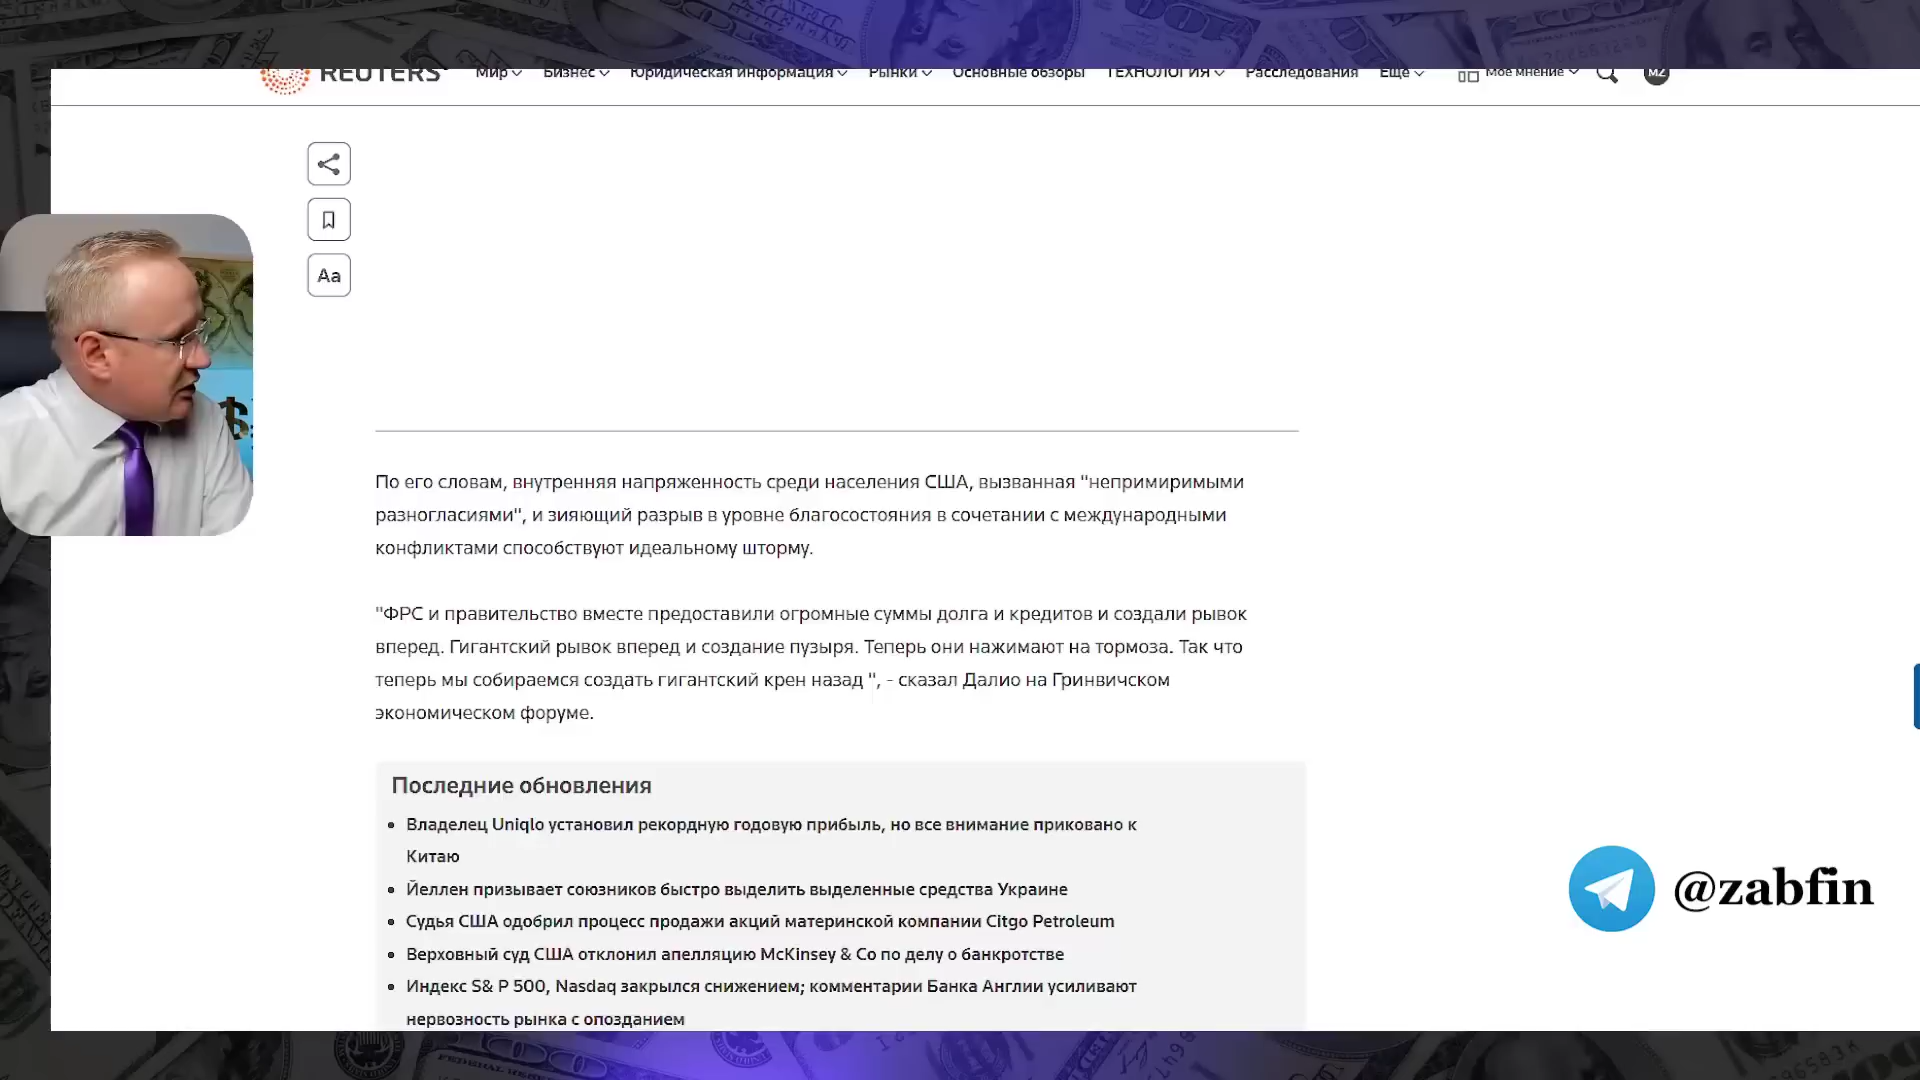 REUTERS
Мир Бизнес Юридическая информация Рынки Основные обзоры ТЕХНОЛОГИЯ Расследования Еще Мое мнение MZ
Aa
По его словам, внутренняя напряженность среди населения США, вызванная "непримиримыми
разногласиями", и зияющий разрыв в уровне благосостояния в сочетании с международными
конфликтами способствуют идеальному шторму.
"ФРС и правительство вместе предоставили огромные суммы долга и кредитов и создали рывок
вперед. Гигантский рывок вперед и создание пузыря. Теперь они нажимают на тормоза. Так что
теперь мы собираемся создать гигантский крен назад ", - сказал Далио на Гринвичском
экономическом форуме.
Последние обновления
Владелец Uniqlo установил рекордную годовую прибыль, но все внимание приковано к
Китаю
Йеллен призывает союзников быстро выделить выделенные средства Украине
Судья США одобрил процесс продажи акций материнской компании Citgo Petroleum
Верховный суд США отклонил апелляцию McKinsey & Co по делу о банкротстве
Индекс S& P 500, Nasdaq закрылся снижением; комментарии Банка Англии усиливают
нервозность рынка с опозданием
@zabfin